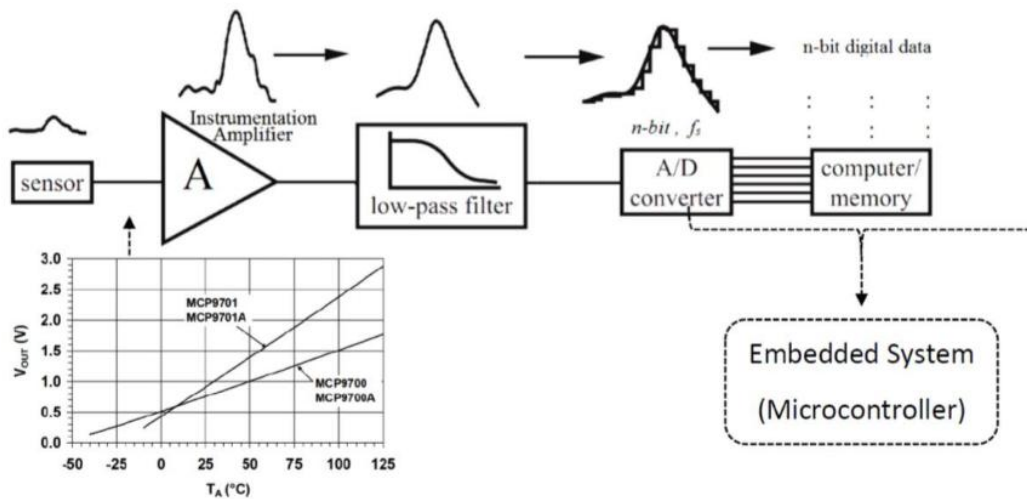 n-bit digital data
Instrumentation
Amplifier
n-bit , fs
sensor
A
low-pass filter
A/D
converter
computer/
memory
3.0
2.5
2.0
1.5
1.0
0.5
0.0
VOUT (V)
MCP9701
MCP9701A
MCP9700
MCP9700A
-50 -25 0 25 50 75 100 125
TA (°C)
Embedded System
(Microcontroller)